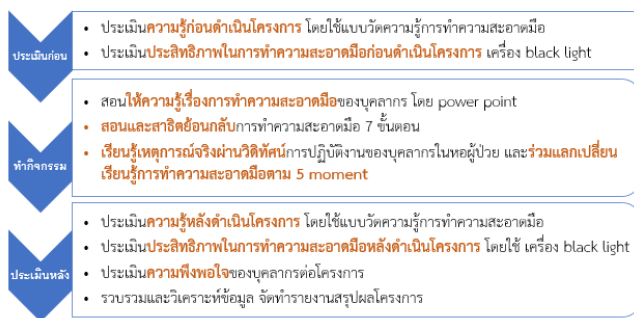 ประเมินก่อน
• ประเมินความรู้ก่อนดำเนินโครงการ โดยใช้แบบวัดความรู้การทำความสะอาดมือ
• ประเมินประสิทธิภาพในการทำความสะอาดมือก่อนดำเนินโครงการ เครื่อง black light
ทำกิจกรรม
• สอนให้ความรู้เรื่องการทำความสะอาดมือของบุคลากร โดย power point
• สอนและสาธิตย้อนกลับการทำความสะอาดมือ 7 ขั้นตอน
• เรียนรู้เหตุการณ์จริงผ่านวิดิทัศน์การปฏิบัติงานของบุคลากรในหอผู้ป่วย และร่วมแลกเปลี่ยน
เรียนรู้การทำความสะอาดมือตาม 5 moment
ประเมินหลัง
• ประเมินความรู้หลังดำเนินโครงการ โดยใช้แบบวัดความรู้การทำความสะอาดมือ
• ประเมินประสิทธิภาพในการทำความสะอาดมือหลังดำเนินโครงการ โดยใช้ เครื่อง black light
• ประเมินความพึงพอใจของบุคลากรต่อโครงการ
• รวบรวมและวิเคราะห์ข้อมูล จัดทำรายงานสรุปผลโครงการ